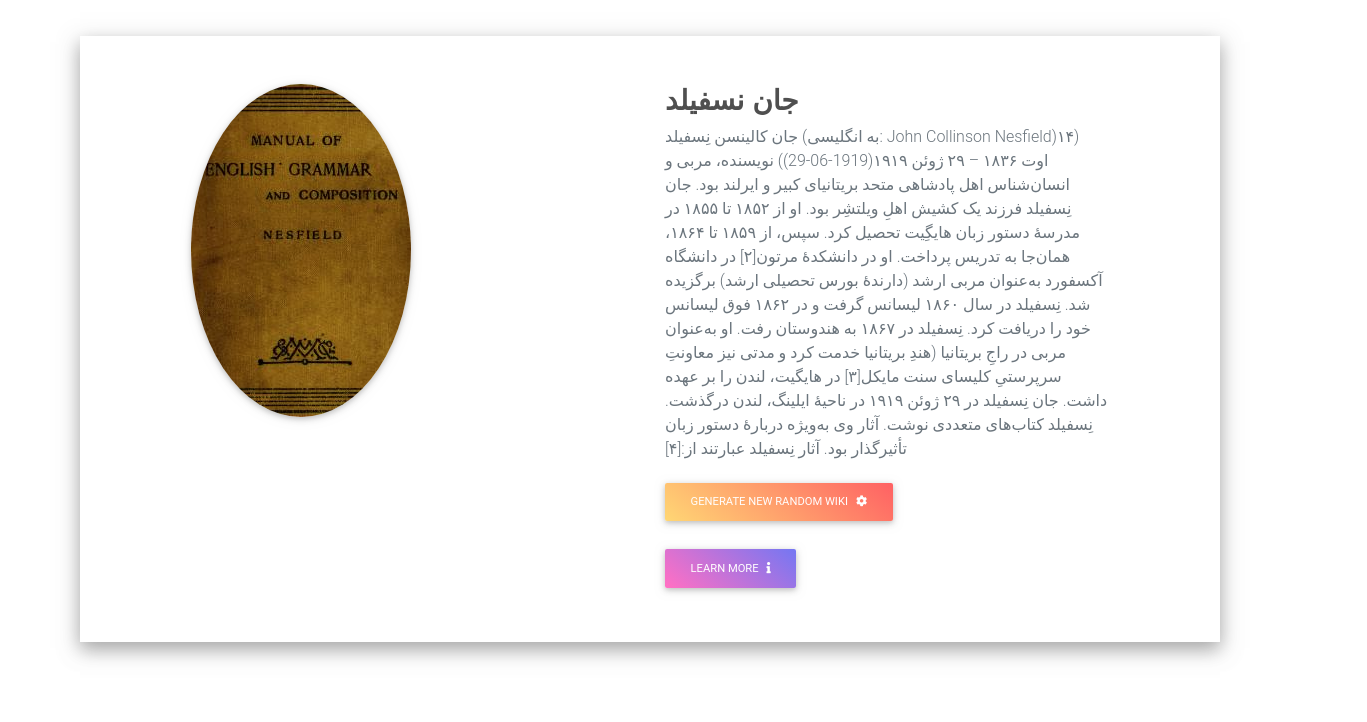 MANUAL OF
ENGLISH GRAMMAR
AND COMPOSITION
NESFIELD
جان نسفیلد
جان کالینسن نِسفیلد (به انگلیسی: John Collinson Nesfield)(۱۴
اوت ۱۸۳۶ – ۲۹ ژوئن ۱۹۱۹(1919-06-29)) نویسنده، مربی و
انسان‌شناس اهل پادشاهی متحد بریتانیای کبیر و ایرلند بود. جان
نِسفیلد فرزند یک کشیش اهلِ ویلتشِر بود. او از ۱۸۵۲ تا ۱۸۵۵ در
مدرسهٔ دستور زبان هایگِیت تحصیل کرد. سپس، از ۱۸۵۹ تا ۱۸۶۴،
همان‌جا به تدریس پرداخت. او در دانشکدهٔ مرتون[۲] در دانشگاه
آکسفورد به‌عنوان مربی ارشد (دارندهٔ بورس تحصیلی ارشد) برگزیده
شد. نِسفیلد در سال ۱۸۶۰ لیسانس گرفت و در ۱۸۶۲ فوق لیسانس
خود را دریافت کرد. نِسفیلد در ۱۸۶۷ به هندوستان رفت. او به‌عنوان
مربی در راجِ بریتانیا (هندِ بریتانیا خدمت کرد و مدتی نیز معاونتِ
سرپرستیِ کلیسای سنت مایکل[۳] در هایگیت، لندن را بر عهده
داشت. جان نِسفیلد در ۲۹ ژوئن ۱۹۱۹ در ناحیهٔ ایلینگ، لندن درگذشت.
نِسفیلد کتاب‌های متعددی نوشت. آثار وی به‌ویژه دربارهٔ دستور زبان
تأثیرگذار بود. آثار نِسفیلد عبارتند از:[۴]
GENERATE NEW RANDOM WIKI
LEARN MORE